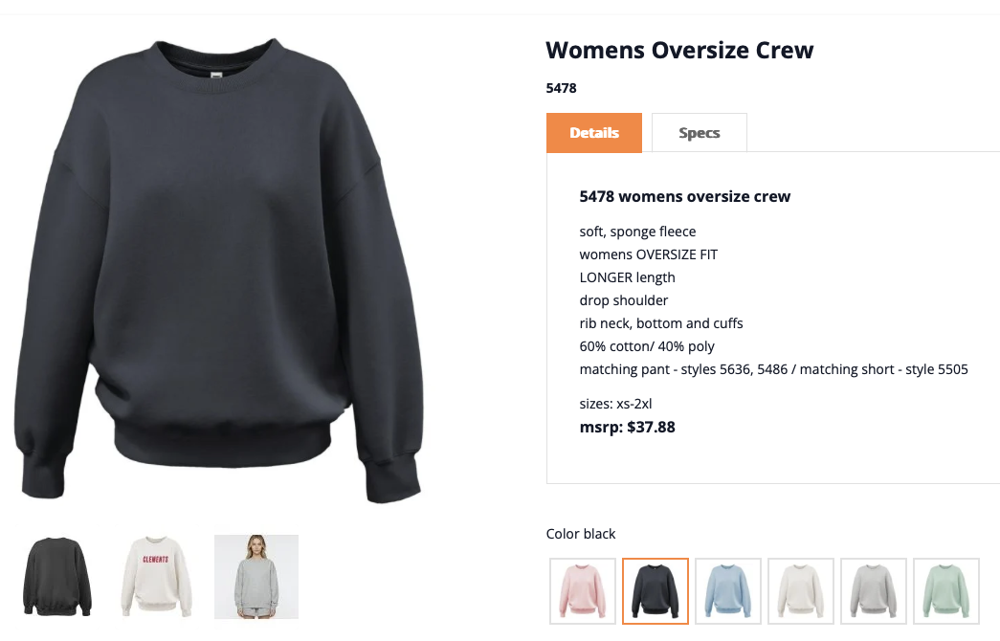 Womens Oversize Crew
5478
Details
Specs
5478 womens oversize crew
soft, sponge fleece
womens OVERSIZE FIT
LONGER length
drop shoulder
rib neck, bottom and cuffs
60% cotton/ 40% poly
matching pant - styles 5636, 5486 / matching short - style 5505
sizes: xs-2xl
msrp: $37.88
CLEMENTS
Color black